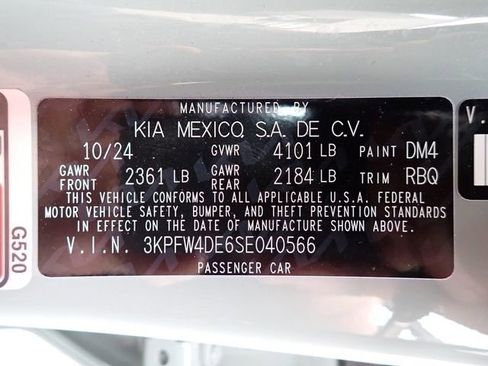 MANUFACTURED BY
KIA MEXICO, S.A. DE C.V.
10/24 GVWR 4101 LB PAINT DM4
GAWR FRONT 2361 LB GAWR REAR 2184 LB TRIM RBQ
THIS VEHICLE CONFORMS TO ALL APPLICABLE U.S.A. FEDERAL
MOTOR VEHICLE SAFETY, BUMPER, AND THEFT PREVENTION STANDARDS
IN EFFECT ON THE DATE OF MANUFACTURE SHOWN ABOVE.
V.I.N. 3KPFW4DE6SE040566
PASSENGER CAR
G520
V.